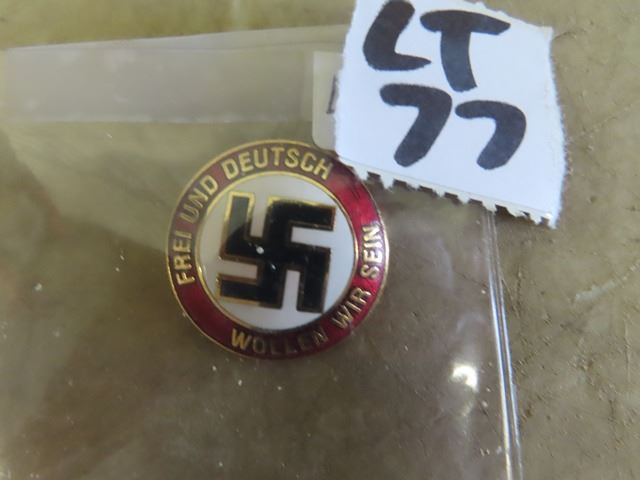 LT
77
FREI UND DEUTSCH
WOLLEN WIR SEIN